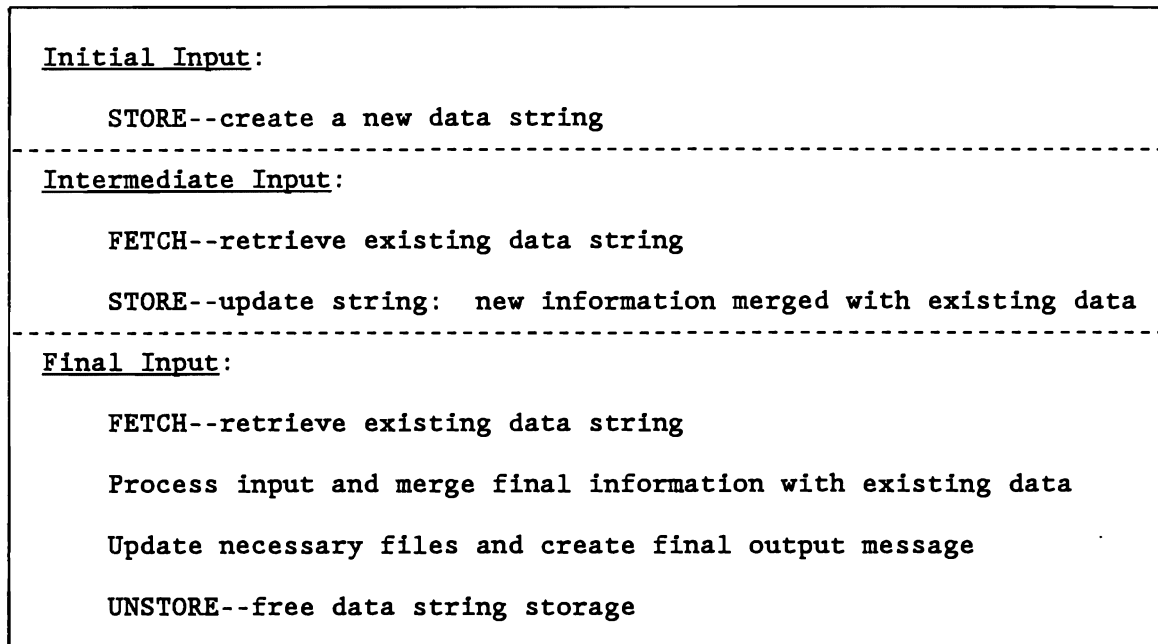 Initial Input:
STORE--create a new data string
Intermediate Input:
FETCH--retrieve existing data string
STORE--update string: new information merged with existing data
Final Input:
FETCH--retrieve existing data string
Process input and merge final information with existing data
Update necessary files and create final output message
UNSTORE--free data string storage